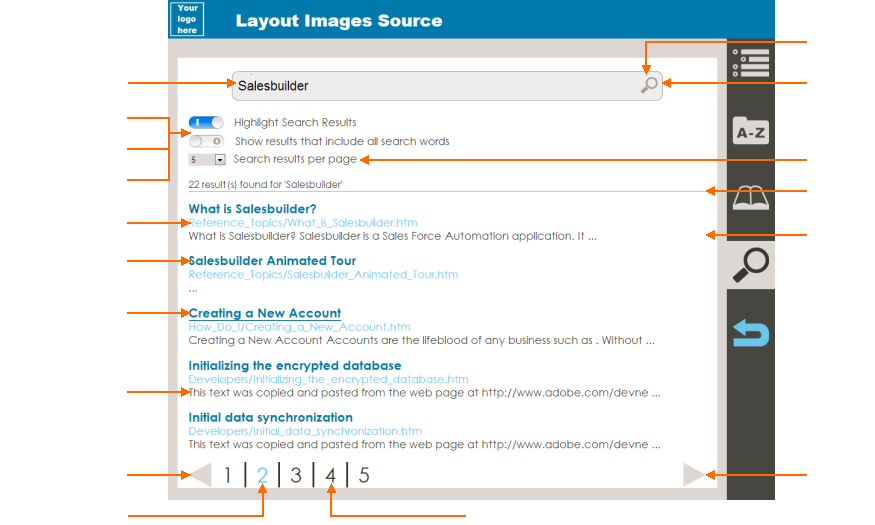 Your
logo
here
Layout Images Source
Salesbuilder
A-Z
Highlight Search Results
Show results that include all search words
5 Search results per page
22 result(s) found for 'Salesbuilder'
What is Salesbuilder?
Reference_Topics/What_is_Salesbuilder.htm
What is Salesbuilder? Salesbuilder is a Sales Force Automation application. It ...
Salesbuilder Animated Tour
Reference_Topics/Salesbuilder_Animated_Tour.htm
...
Creating a New Account
How_Do_I/Creating_a_New_Account.htm
Creating a New Account Accounts are the lifeblood of any business such as . Without ...
Initializing the encrypted database
Developers/Initializing_the_encrypted_database.htm
This text was copied and pasted from the web page at http://www.adobe.com/devne ...
Initial data synchronization
Developers/Initial_data_synchronization.htm
This text was copied and pasted from the web page at http://www.adobe.com/devne ...
1 | 2 | 3 | 4 | 5